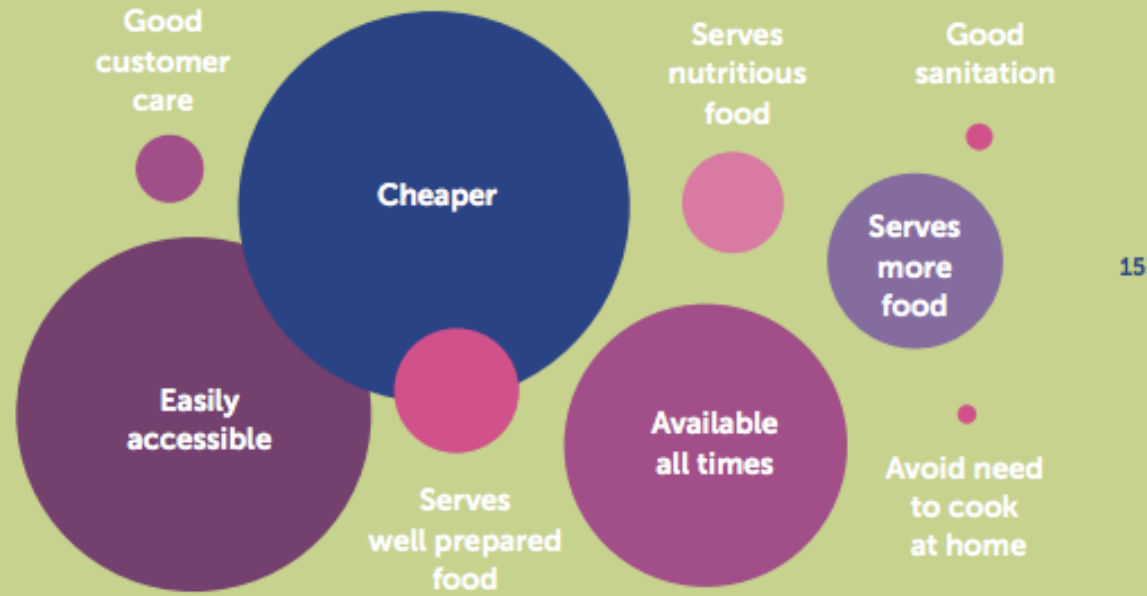 Good
customer
care
Cheaper
Serves
nutritious
food
Good
sanitation
Serves
more
food
15
Easily
accessible
Serves
well prepared
food
Available
all times
Avoid need
to cook
at home